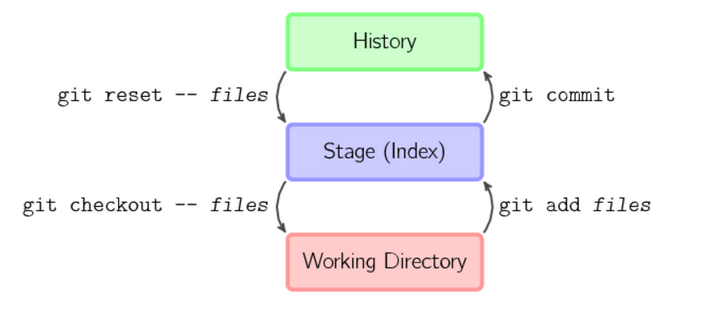 History
git reset -- files
git commit
Stage (Index)
git checkout -- files
git add files
Working Directory